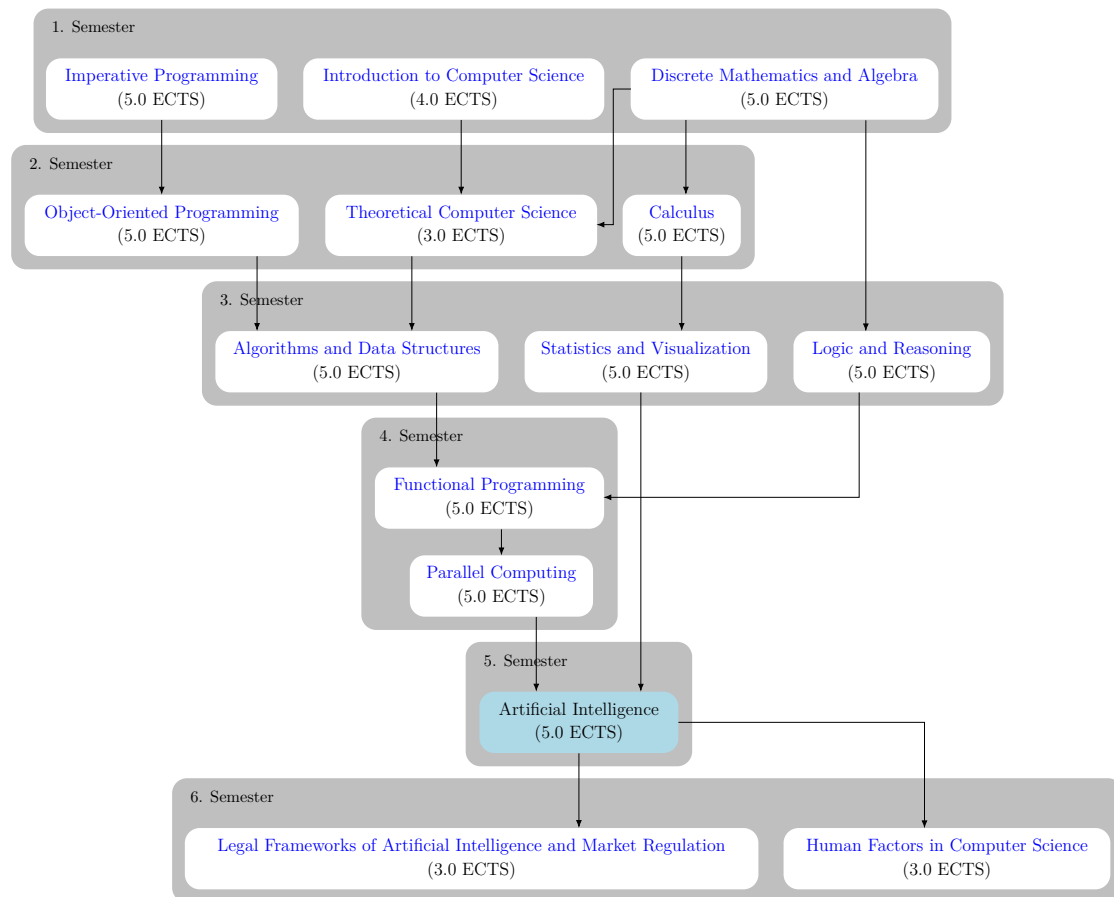 1. Semester
Imperative Programming
(5.0 ECTS)
Introduction to Computer Science
(4.0 ECTS)
Discrete Mathematics and Algebra
(5.0 ECTS)
2. Semester
Object-Oriented Programming
(5.0 ECTS)
Theoretical Computer Science
(3.0 ECTS)
Calculus
(5.0 ECTS)
3. Semester
Algorithms and Data Structures
(5.0 ECTS)
Statistics and Visualization
(5.0 ECTS)
Logic and Reasoning
(5.0 ECTS)
4. Semester
Functional Programming
(5.0 ECTS)
Parallel Computing
(5.0 ECTS)
5. Semester
Artificial Intelligence
(5.0 ECTS)
6. Semester
Legal Frameworks of Artificial Intelligence and Market Regulation
(3.0 ECTS)
Human Factors in Computer Science
(3.0 ECTS)